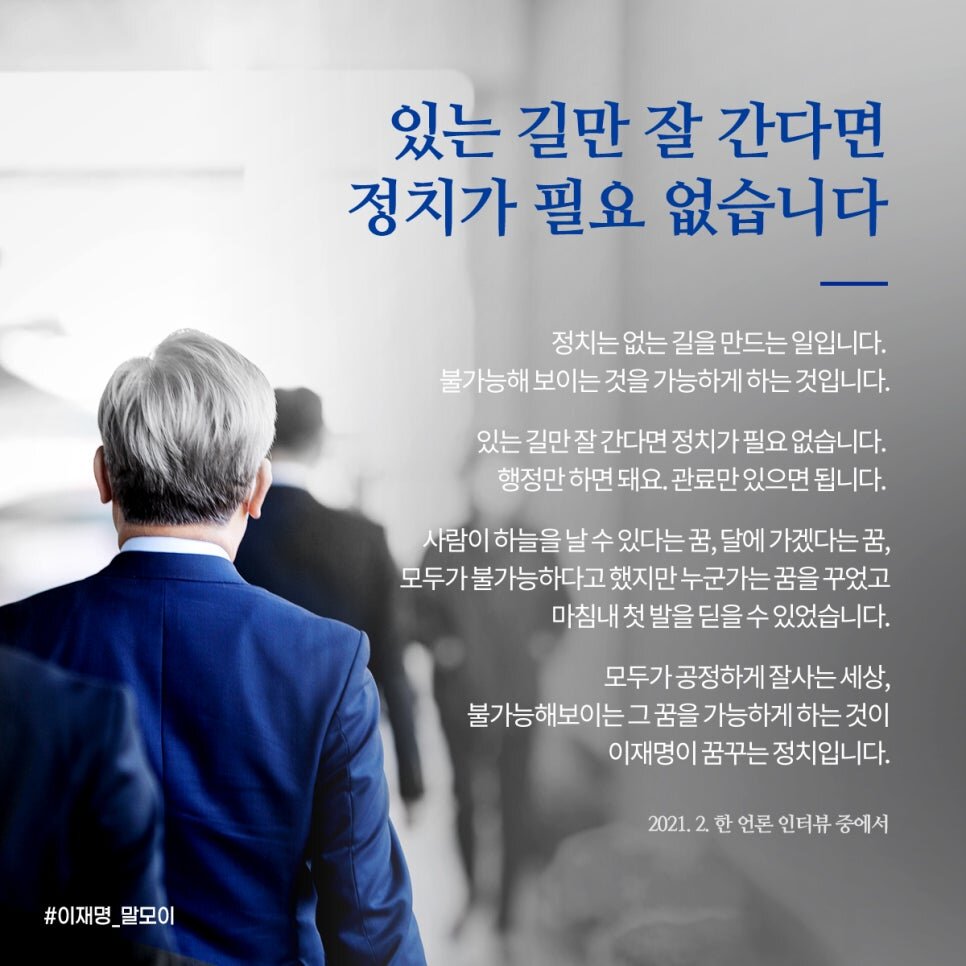 있는 길만 잘 간다면
정치가 필요 없습니다
정치는 없는 길을 만드는 일입니다.
불가능해 보이는 것을 가능하게 하는 것입니다.
있는 길만 잘 간다면 정치가 필요 없습니다.
행정만 하면 돼요. 관료만 있으면 됩니다.
사람이 하늘을 날 수 있다는 꿈, 달에 가겠다는 꿈,
모두가 불가능하다고 했지만 누군가는 꿈을 꾸었고
마침내 첫 발을 딛을 수 있었습니다.
모두가 공정하게 잘사는 세상,
불가능해보이는 그 꿈을 가능하게 하는 것이
이재명이 꿈꾸는 정치입니다.
2021. 2. 한 언론 인터뷰 중에서
#이재명_말모이